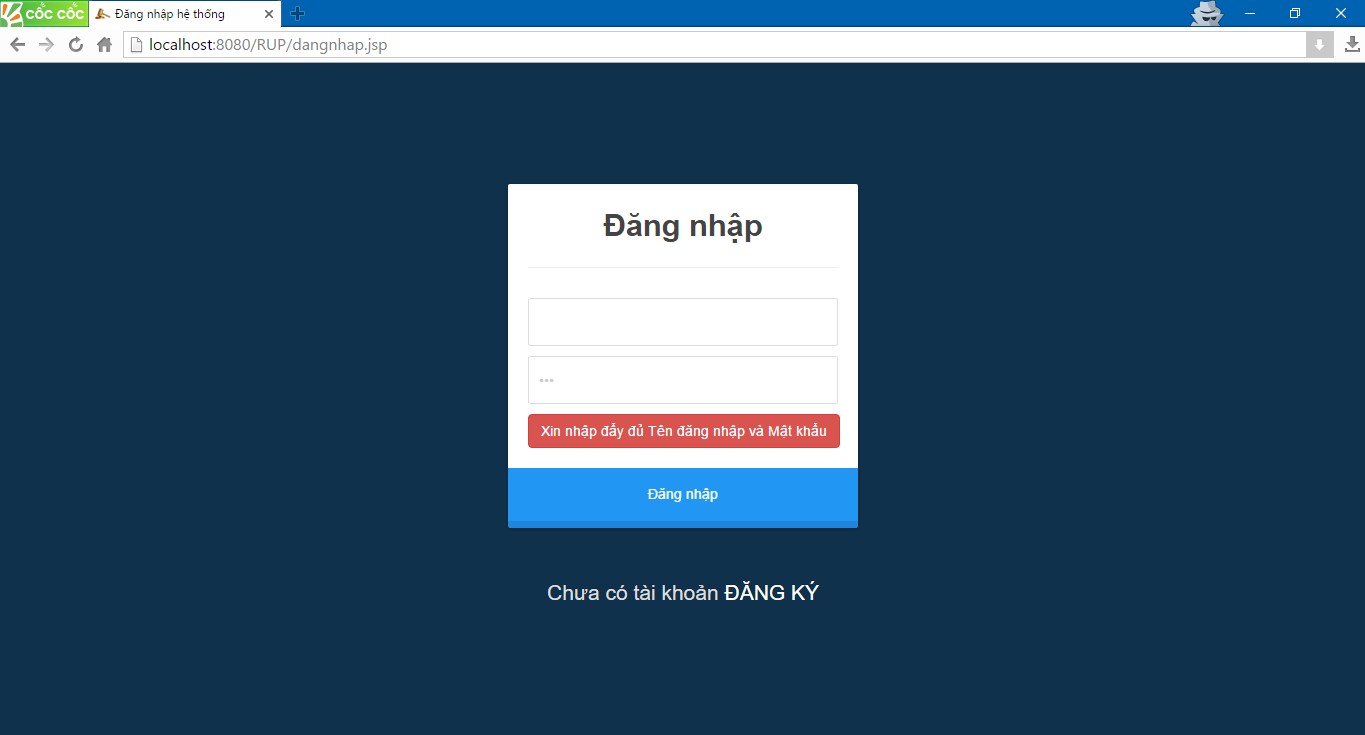 CỐC CỐC
Đăng nhập hệ thống
localhost:8080/RUP/dangnhap.jsp
Đăng nhập
Xin nhập đẩy đủ Tên đăng nhập và Mật khẩu
Đăng nhập
Chưa có tài khoản ĐĂNG KÝ